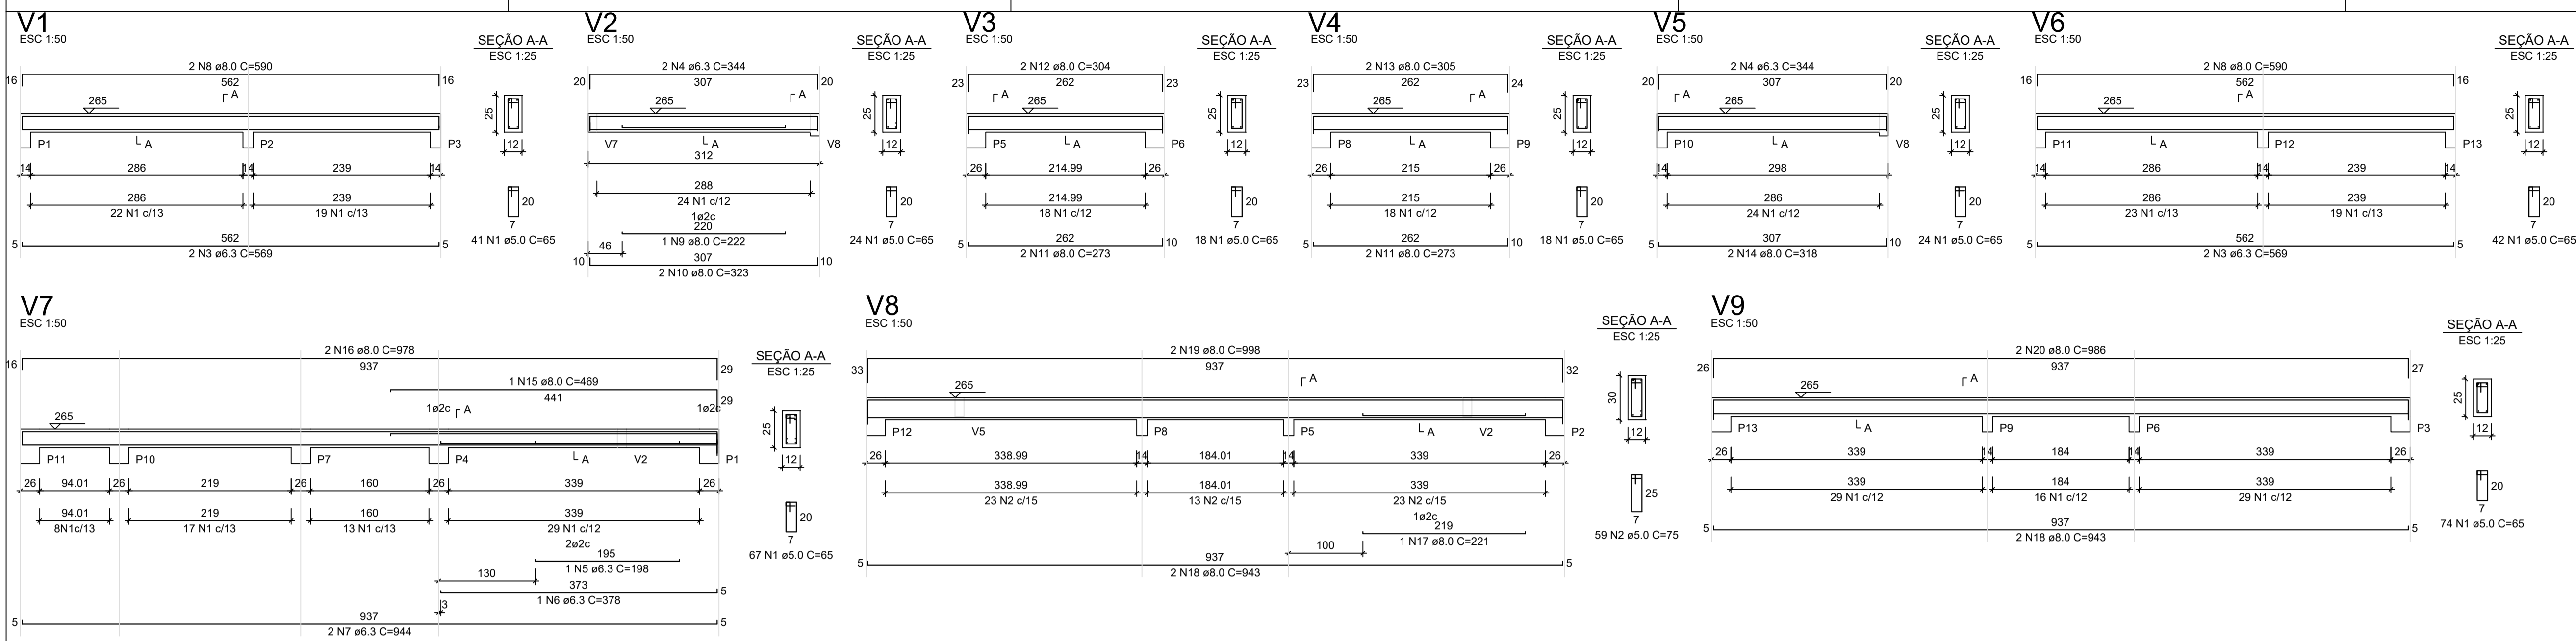 V1
ESC 1:50
SEÇÃO A-A
ESC 1:25
2 N8 ø8.0 C=590
16
562
16
265
A
A
P1
P2
P3
25
12
14
286
14
239
14
286
239
22 N1 c/13
19 N1 c/13
20
7
41 N1 ø5.0 C=65
5
562
5
2 N3 ø6.3 C=569
V2
ESC 1:50
SEÇÃO A-A
ESC 1:25
2 N4 ø6.3 C=344
20
307
20
265
A
A
V7
V8
25
12
312
288
24 N1 c/12
1ø2c
220
46
1 N9 ø8.0 C=222
20
7
24 N1 ø5.0 C=65
10
307
10
2 N10 ø8.0 C=323
V3
ESC 1:50
SEÇÃO A-A
ESC 1:25
2 N12 ø8.0 C=304
23
262
23
A
265
A
P5
P6
25
12
26
214.99
26
214.99
18 N1 c/12
20
7
18 N1 ø5.0 C=65
5
262
10
2 N11 ø8.0 C=273
V4
ESC 1:50
SEÇÃO A-A
ESC 1:25
2 N13 ø8.0 C=305
23
262
24
265
A
A
P8
P9
25
12
26
215
26
215
18 N1 c/12
20
7
18 N1 ø5.0 C=65
5
262
10
2 N11 ø8.0 C=273
V5
ESC 1:50
SEÇÃO A-A
ESC 1:25
2 N4 ø6.3 C=344
20
307
20
A
265
A
P10
V8
25
12
14
298
286
24 N1 c/12
20
7
24 N1 ø5.0 C=65
5
307
10
2 N14 ø8.0 C=318
V6
ESC 1:50
SEÇÃO A-A
ESC 1:25
2 N8 ø8.0 C=590
16
562
16
265
A
A
P11
P12
P13
25
12
14
286
14
239
14
286
239
23 N1 c/13
19 N1 c/13
20
7
42 N1 ø5.0 C=65
5
562
5
2 N3 ø6.3 C=569
V7
ESC 1:50
SEÇÃO A-A
ESC 1:25
2 N16 ø8.0 C=978
16
937
29
1 N15 ø8.0 C=469
441
29
1ø2c
A
1ø2c
265
P11
P10
P7
P4
A
V2
P1
25
12
26
94.01
26
219
26
160
26
339
26
94.01
219
160
339
8N1c/13
17 N1 c/13
13 N1 c/13
29 N1 c/12
20
7
67 N1 ø5.0 C=65
2ø2c
195
130
1 N5 ø6.3 C=198
373
5
3
1 N6 ø6.3 C=378
5
937
5
2 N7 ø6.3 C=944
V8
ESC 1:50
SEÇÃO A-A
ESC 1:25
2 N19 ø8.0 C=998
33
937
32
265
A
P12
V5
P8
P5
A
V2
P2
30
12
26
338.99
14
184.01
14
339
26
338.99
184.01
339
23 N2 c/15
13 N2 c/15
23 N2 c/15
25
7
59 N2 ø5.0 C=75
1ø2c
219
100
1 N17 ø8.0 C=221
5
937
5
2 N18 ø8.0 C=943
V9
ESC 1:50
SEÇÃO A-A
ESC 1:25
2 N20 ø8.0 C=986
26
937
27
265
A
P13
A
P9
P6
P3
25
12
26
339
14
184
14
339
26
339
184
339
29 N1 c/12
16 N1 c/12
29 N1 c/12
20
7
74 N1 ø5.0 C=65
5
937
5
2 N18 ø8.0 C=943